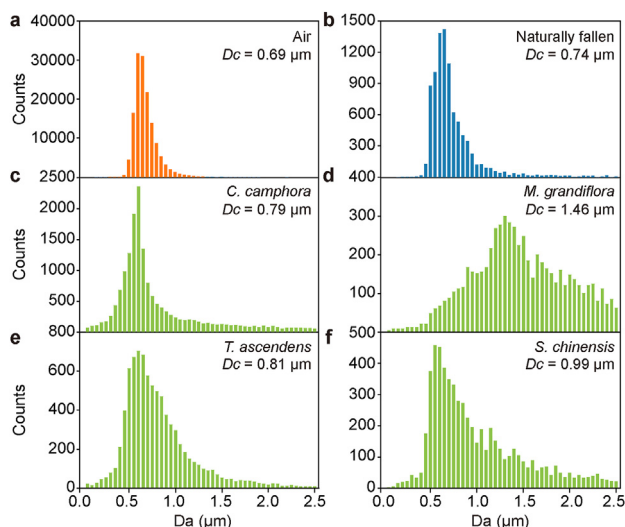 a
Air
Dc = 0.69 μm
40000
30000
20000
10000
Counts
b
Naturally fallen
Dc = 0.74 μm
1500
1200
900
600
300
c
C. camphora
Dc = 0.79 μm
2500
2000
1500
1000
500
Counts
d
M. grandiflora
Dc = 1.46 μm
400
300
200
100
e
T. ascendens
Dc = 0.81 μm
800
600
400
200
0
Counts
0.0 0.5 1.0 1.5 2.0 2.5
Da (μm)
f
S. chinensis
Dc = 0.99 μm
500
400
300
200
100
0
0.0 0.5 1.0 1.5 2.0 2.5
Da (μm)